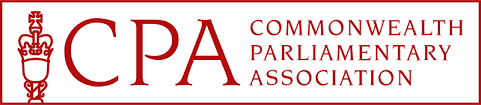 CPA
COMMONWEALTH
PARLIAMENTARY
ASSOCIATION